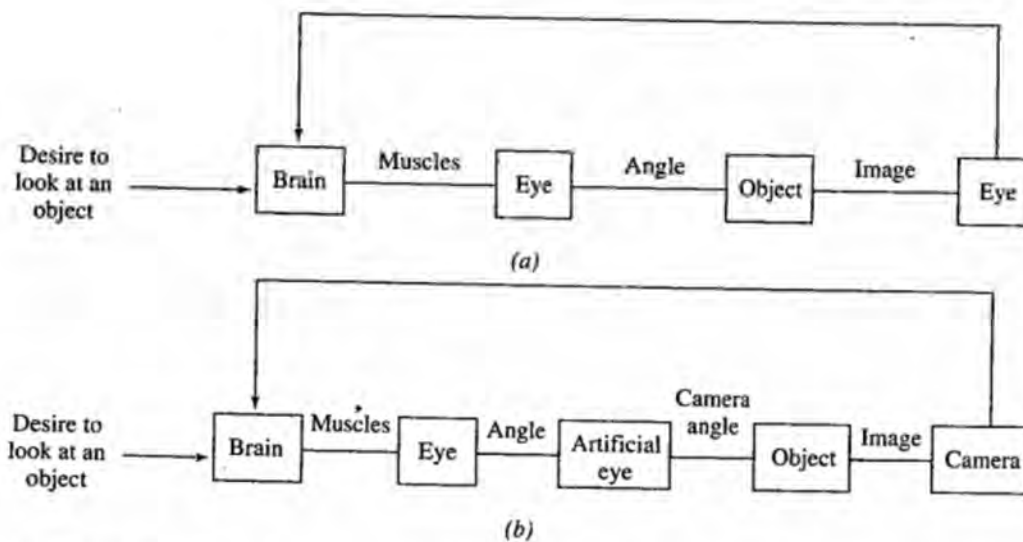 Desire to
look at an
object
Brain
Muscles
Eye
Angle
Object
Image
Eye
(a)
Desire to
look at an
object
Brain
Muscles
Eye
Angle
Artificial
eye
Camera
angle
Object
Image
Camera
(b)